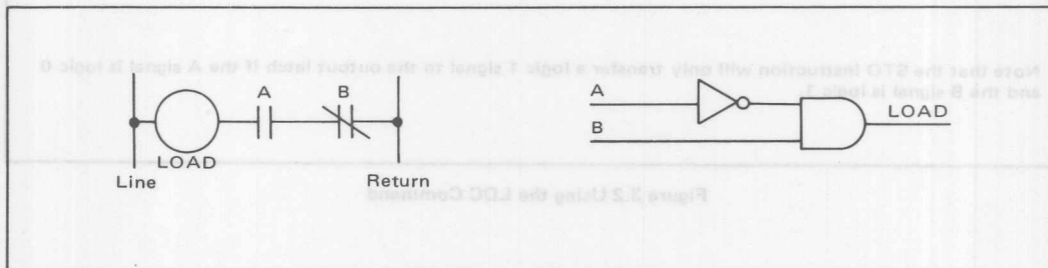 Note that the STO instruction will only transfer a logic 1 signal to the output latch if the A signal is logic 0
and the B signal is logic 1.
A B
LOAD
Line Return
A
B
LOAD
Figure 3.2 Using the LDC Command